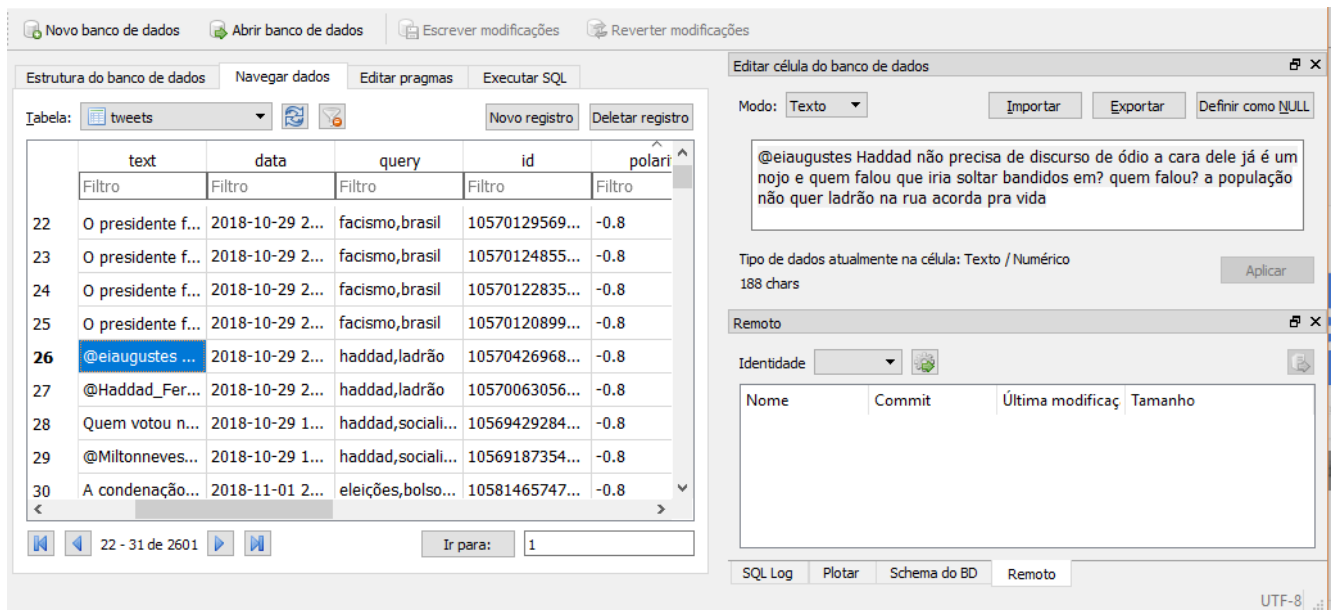 Novo banco de dados Abrir banco de dados Escrever modificações Reverter modificações
Estrutura do banco de dados Navegar dados Editar pragmas Executar SQL
Tabela: tweets Novo registro Deletar registro
text data query id polari
Filtro Filtro Filtro Filtro Filtro
22 O presidente f... 2018-10-29 2... facismo,brasil 10570129569... -0.8
23 O presidente f... 2018-10-29 2... facismo,brasil 10570124855... -0.8
24 O presidente f... 2018-10-29 2... facismo,brasil 10570122835... -0.8
25 O presidente f... 2018-10-29 2... facismo,brasil 10570120899... -0.8
26 @eiaugustes ... 2018-10-29 2... haddad,ladrão 10570426968... -0.8
27 @Haddad_Fer... 2018-10-29 2... haddad,ladrão 10570063056... -0.8
28 Quem votou n... 2018-10-29 1... haddad,sociali... 10569429284... -0.8
29 @Miltonneves... 2018-10-29 1... haddad,sociali... 10569187354... -0.8
30 A condenação... 2018-11-01 2... eleições,bolso... 10581465747... -0.8
22 - 31 de 2601 Ir para: 1
Editar célula do banco de dados
Modo: Texto Importar Exportar Definir como NULL
@eiaugustes Haddad não precisa de discurso de ódio a cara dele já é um
nojo e quem falou que iria soltar bandidos em? quem falou? a população
não quer ladrão na rua acorda pra vida
Tipo de dados atualmente na célula: Texto / Numérico
188 chars
Aplicar
Remoto
Identidade
Nome Commit Última modificaç Tamanho
SQL Log Plotar Schema do BD Remoto
UTF-8